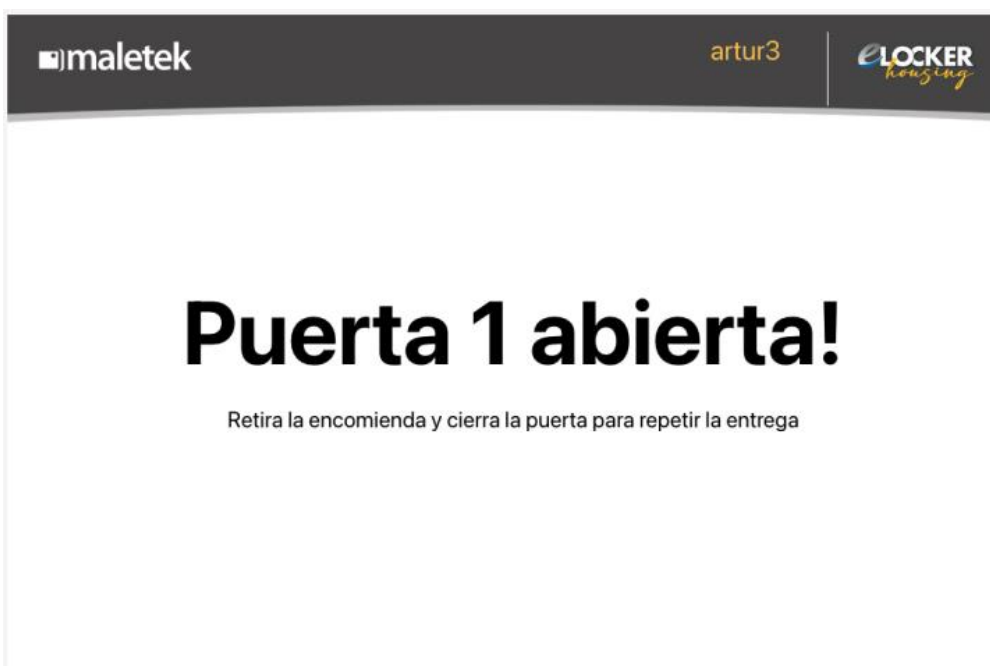 maletek
artur3
eLOCKER
housing
Puerta 1 abierta!
Retira la encomienda y cierra la puerta para repetir la entrega